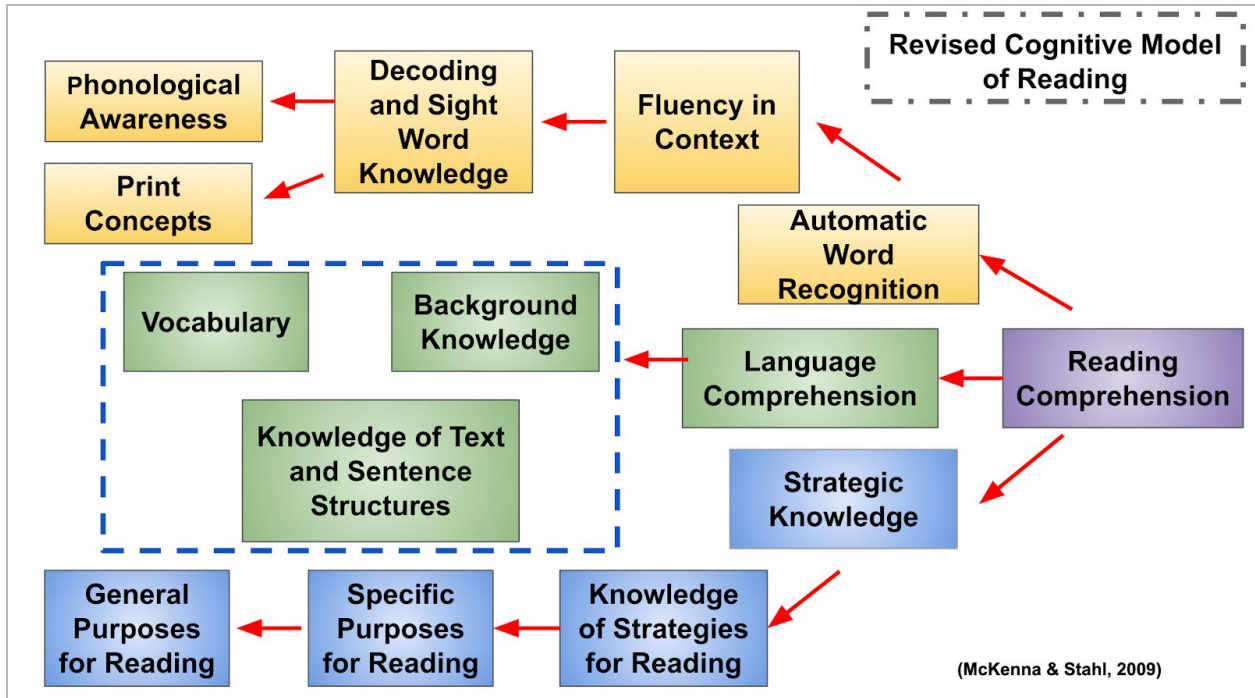 Revised Cognitive Model
of Reading
Phonological
Awareness
Decoding
and Sight
Word
Knowledge
Fluency in
Context
Print
Concepts
Automatic
Word
Recognition
Vocabulary
Background
Knowledge
Language
Comprehension
Reading
Comprehension
Knowledge of Text
and Sentence
Structures
Strategic
Knowledge
General
Purposes
for Reading
Specific
Purposes
for Reading
Knowledge
of Strategies
for Reading
(McKenna & Stahl, 2009)